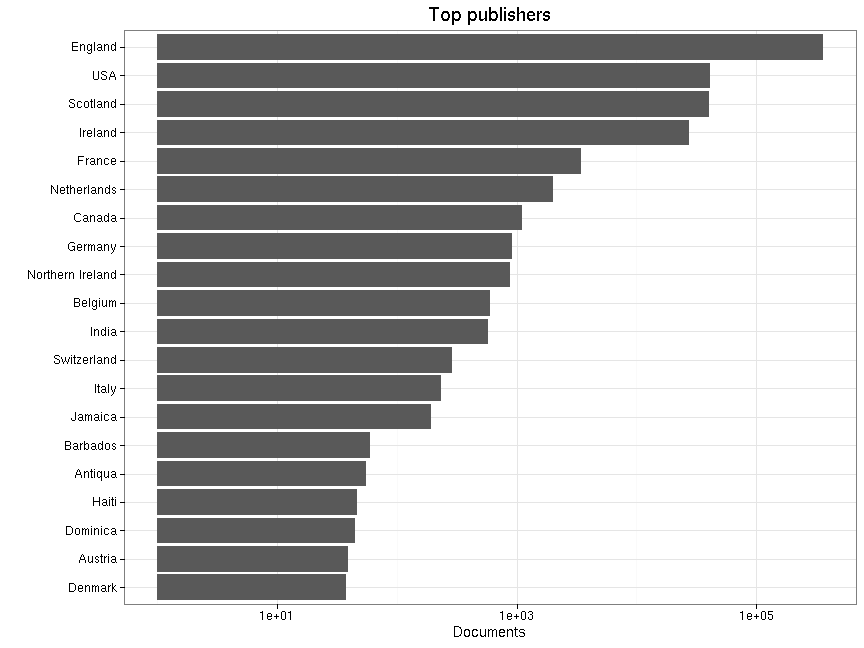 Top publishers
England
USA
Scotland
Ireland
France
Netherlands
Canada
Germany
Northern Ireland
Belgium
India
Switzerland
Italy
Jamaica
Barbados
Antiqua
Haiti
Dominica
Austria
Denmark
1e+01 1e+03 1e+05
Documents